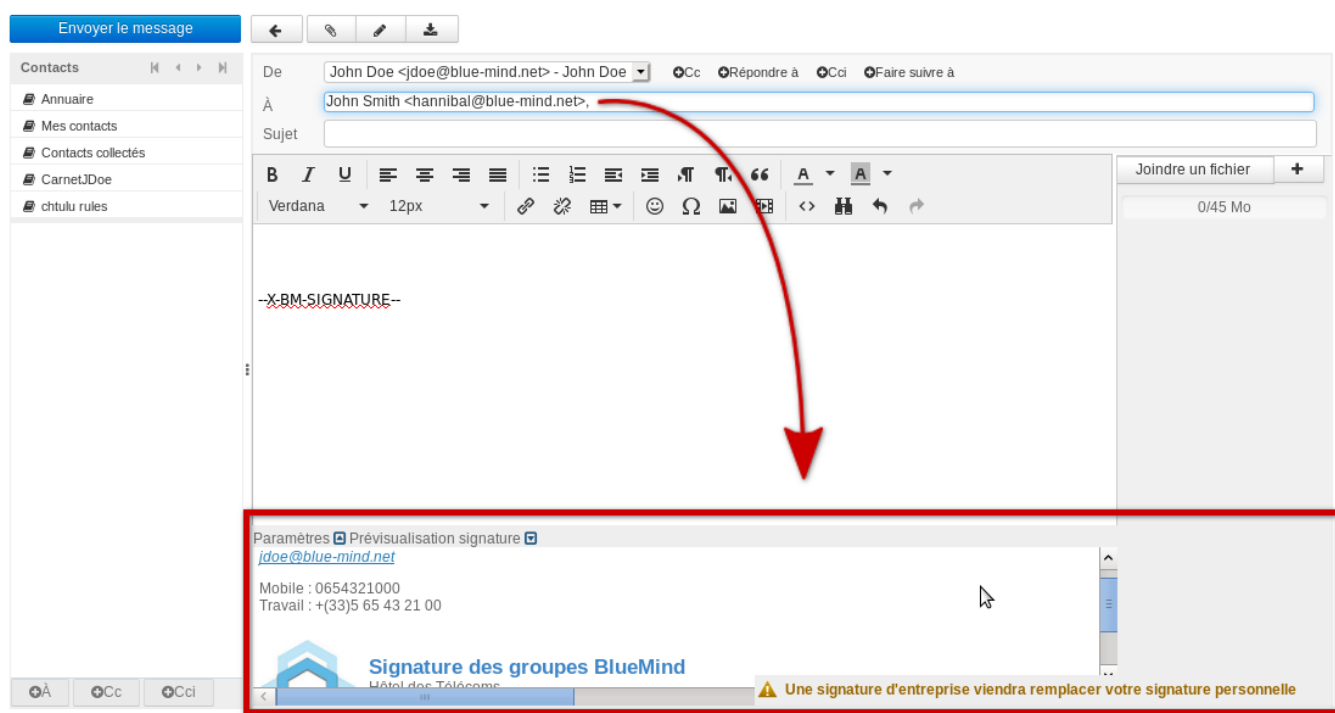 Envoyer le message
Contacts
Annuaire
Mes contacts
Contacts collectés
CarnetJDoe
chtulu rules
À Cc Cci
De John Doe <jdoe@blue-mind.net> - John Doe Cc Répondre à Cci Faire suivre à
À John Smith <hannibal@blue-mind.net>,
Sujet
B I U A A
Verdana 12px Ω
Joindre un fichier +
0/45 Mo
--X-BM-SIGNATURE--
Paramètres Prévisualisation signature
jdoe@blue-mind.net
Mobile : 0654321000
Travail : +(33)5 65 43 21 00
Signature des groupes BlueMind
Hôtel des Télécoms
Une signature d'entreprise viendra remplacer votre signature personnelle